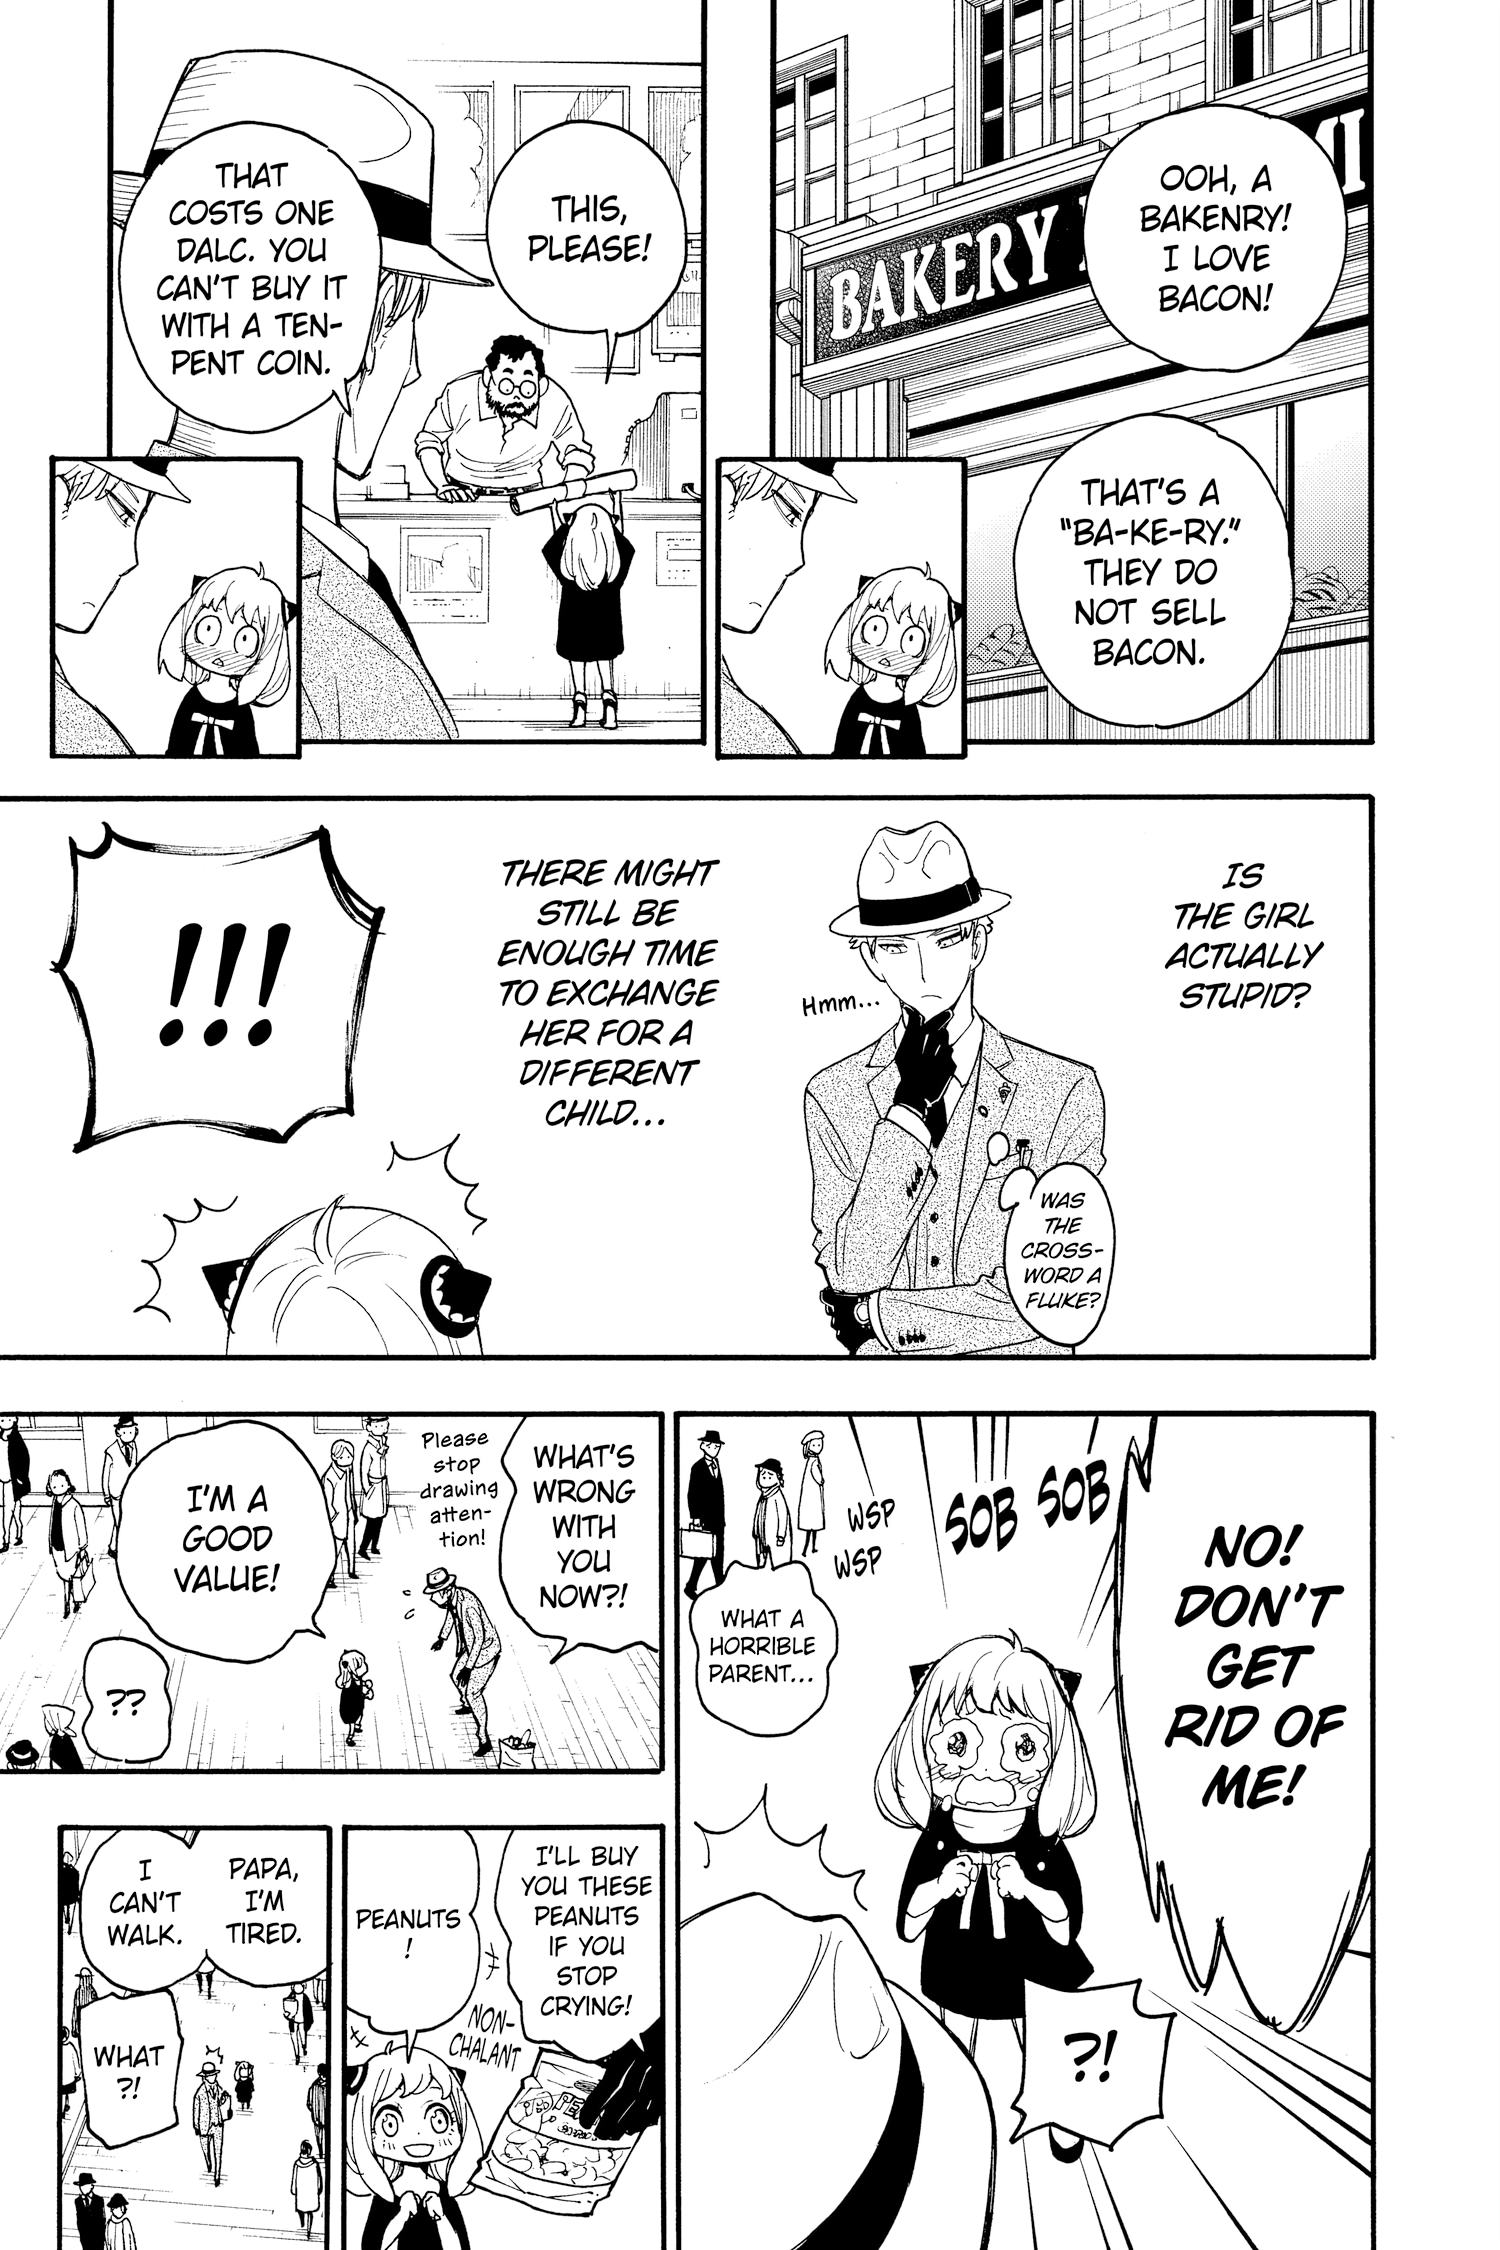 OOH, A
BAKENRY!
I LOVE
BACON!
BAKERY
MI
THAT'S A
"BA-KE-RY."
THEY DO
NOT SELL
BACON.
THIS,
PLEASE!
THAT
COSTS ONE
DALC. YOU
CAN'T BUY IT
WITH A TEN-
PENT COIN.
IS
THE GIRL
ACTUALLY
STUPID?
Hmm...
WAS
THE
CROSS-
WORD A
FLUKE?
THERE MIGHT
STILL BE
ENOUGH TIME
TO EXCHANGE
HER FOR A
DIFFERENT
CHILD...
!!!
NO!
DON'T
GET
RID OF
ME!
SOB SOB
WSP
WSP
WHAT A
HORRIBLE
PARENT...
?!
WHAT'S
WRONG
WITH
YOU
NOW?!
Please
stop
drawing
atten-
tion!
I'M A
GOOD
VALUE!
??
I'LL BUY
YOU THESE
PEANUTS
IF YOU
STOP
CRYING!
NON-
CHALANT
PEANUTS
!
PAPA,
I'M
TIRED.
I
CAN'T
WALK.
WHAT
?!